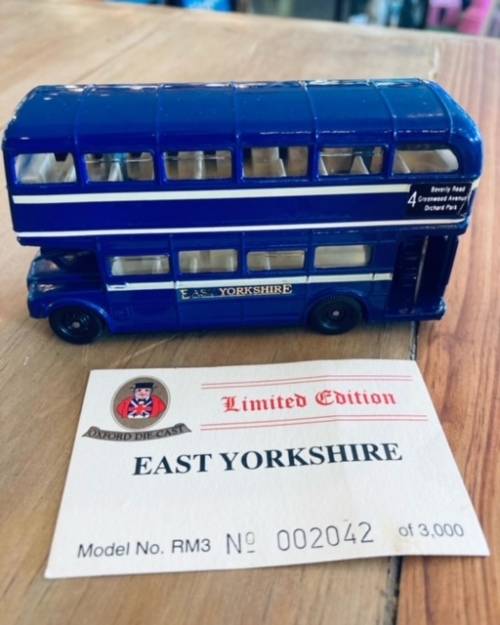 4
Beverly Road
Greenwood Avenue
Orchard Park
EAST YORKSHIRE
OXFORD DIE-CAST
Limited Edition
EAST YORKSHIRE
Model No. RM3 Nº 002042 of 3,000